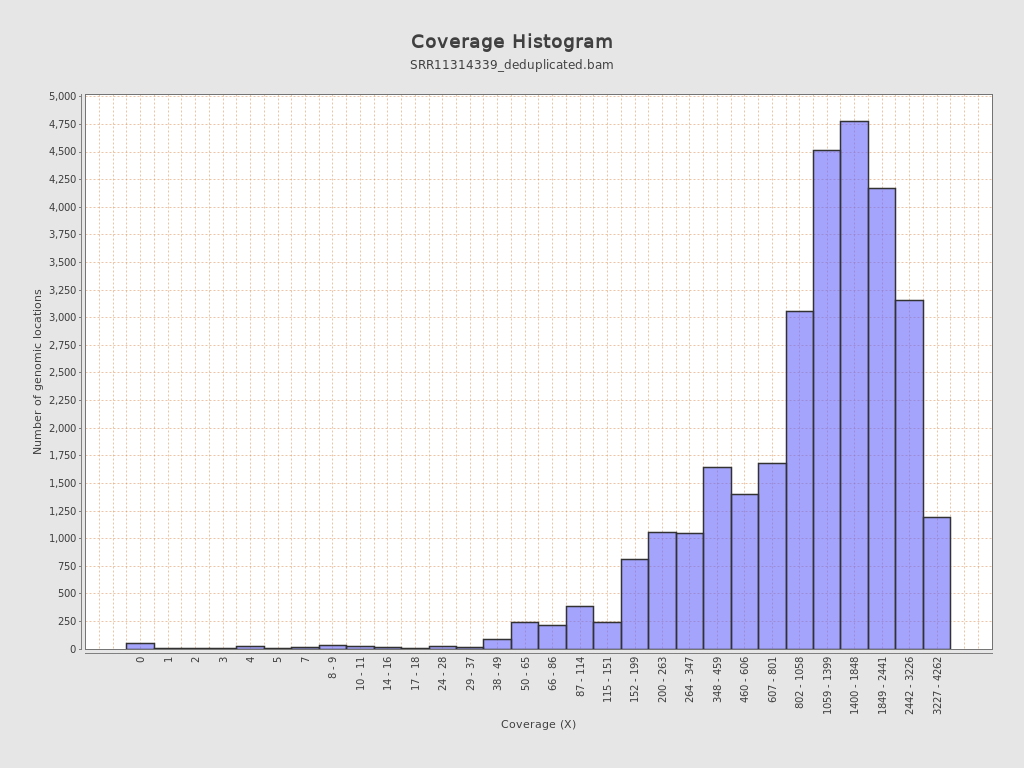 Coverage Histogram
SRR11314339_deduplicated.bam
5,000
4,750
4,500
4,250
4,000
3,750
3,500
3,250
3,000
2,750
2,500
2,250
2,000
1,750
1,500
1,250
1,000
750
500
250
0
Number of genomic locations
0
1
2
3
4
5
7
8 - 9
10 - 11
14 - 16
17 - 18
24 - 28
29 - 37
38 - 49
50 - 65
66 - 86
87 - 114
115 - 151
152 - 199
200 - 263
264 - 347
348 - 459
460 - 606
607 - 801
802 - 1058
1059 - 1399
1400 - 1848
1849 - 2441
2442 - 3226
3227 - 4262
Coverage (X)